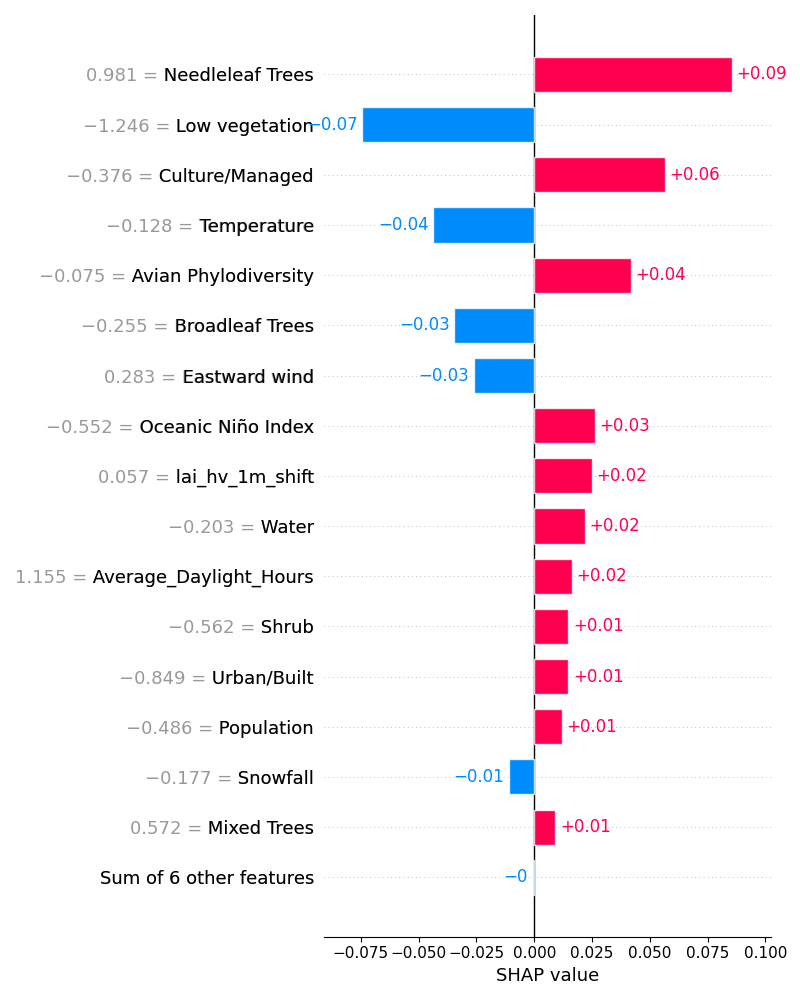 0.981 = Needleleaf Trees +0.09
−1.246 = Low vegetation −0.07
−0.376 = Culture/Managed +0.06
−0.128 = Temperature −0.04
−0.075 = Avian Phylodiversity +0.04
−0.255 = Broadleaf Trees −0.03
0.283 = Eastward wind −0.03
−0.552 = Oceanic Niño Index +0.03
0.057 = lai_hv_1m_shift +0.02
−0.203 = Water +0.02
1.155 = Average_Daylight_Hours +0.02
−0.562 = Shrub +0.01
−0.849 = Urban/Built +0.01
−0.486 = Population +0.01
−0.177 = Snowfall −0.01
0.572 = Mixed Trees +0.01
Sum of 6 other features −0
−0.075 −0.050 −0.025 0.000 0.025 0.050 0.075 0.100
SHAP value